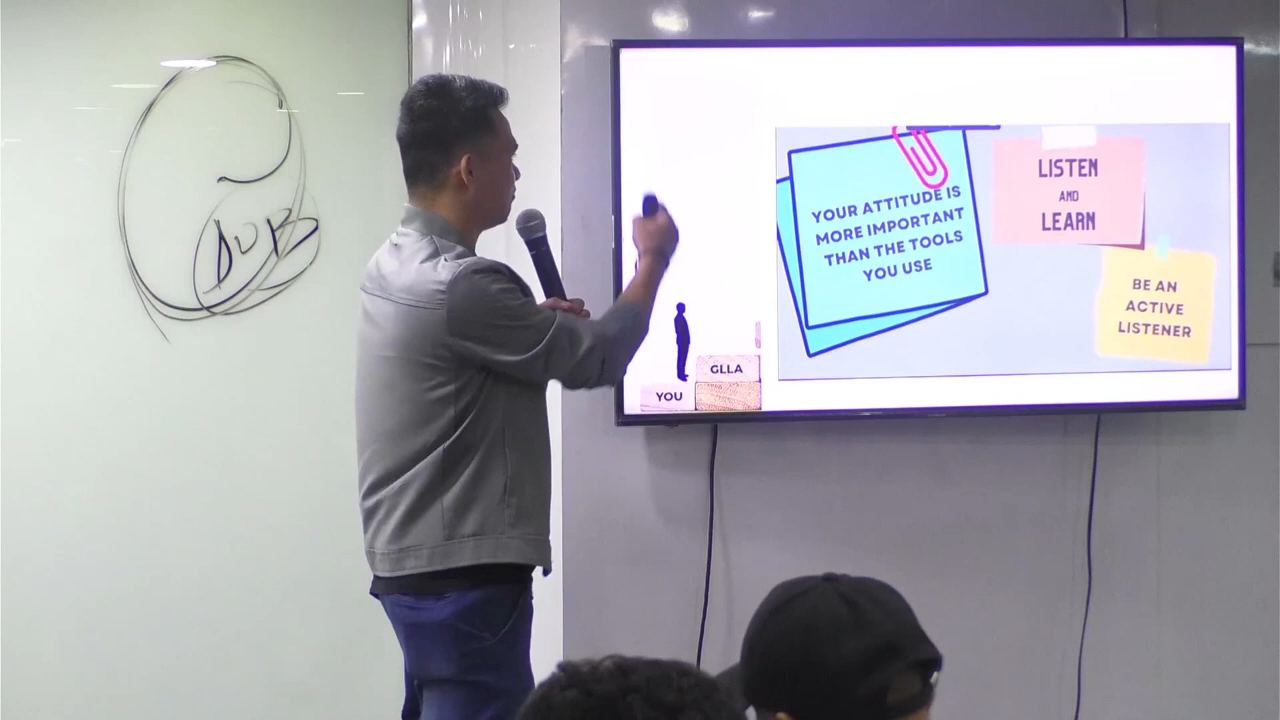 DUB
YOUR ATTITUDE IS
MORE IMPORTANT
THAN THE TOOLS
YOU USE
LISTEN
AND
LEARN
BE AN
ACTIVE
LISTENER
GLLA
YOU